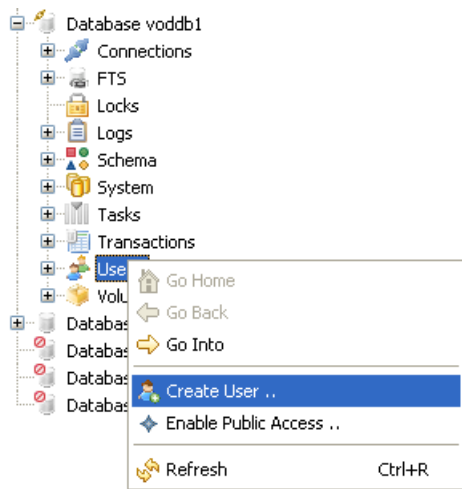 Database voddb1
Connections
FTS
Locks
Logs
Schema
System
Tasks
Transactions
Go Home
Go Back
Go Into
Create User ..
Enable Public Access ..
Refresh Ctrl+R